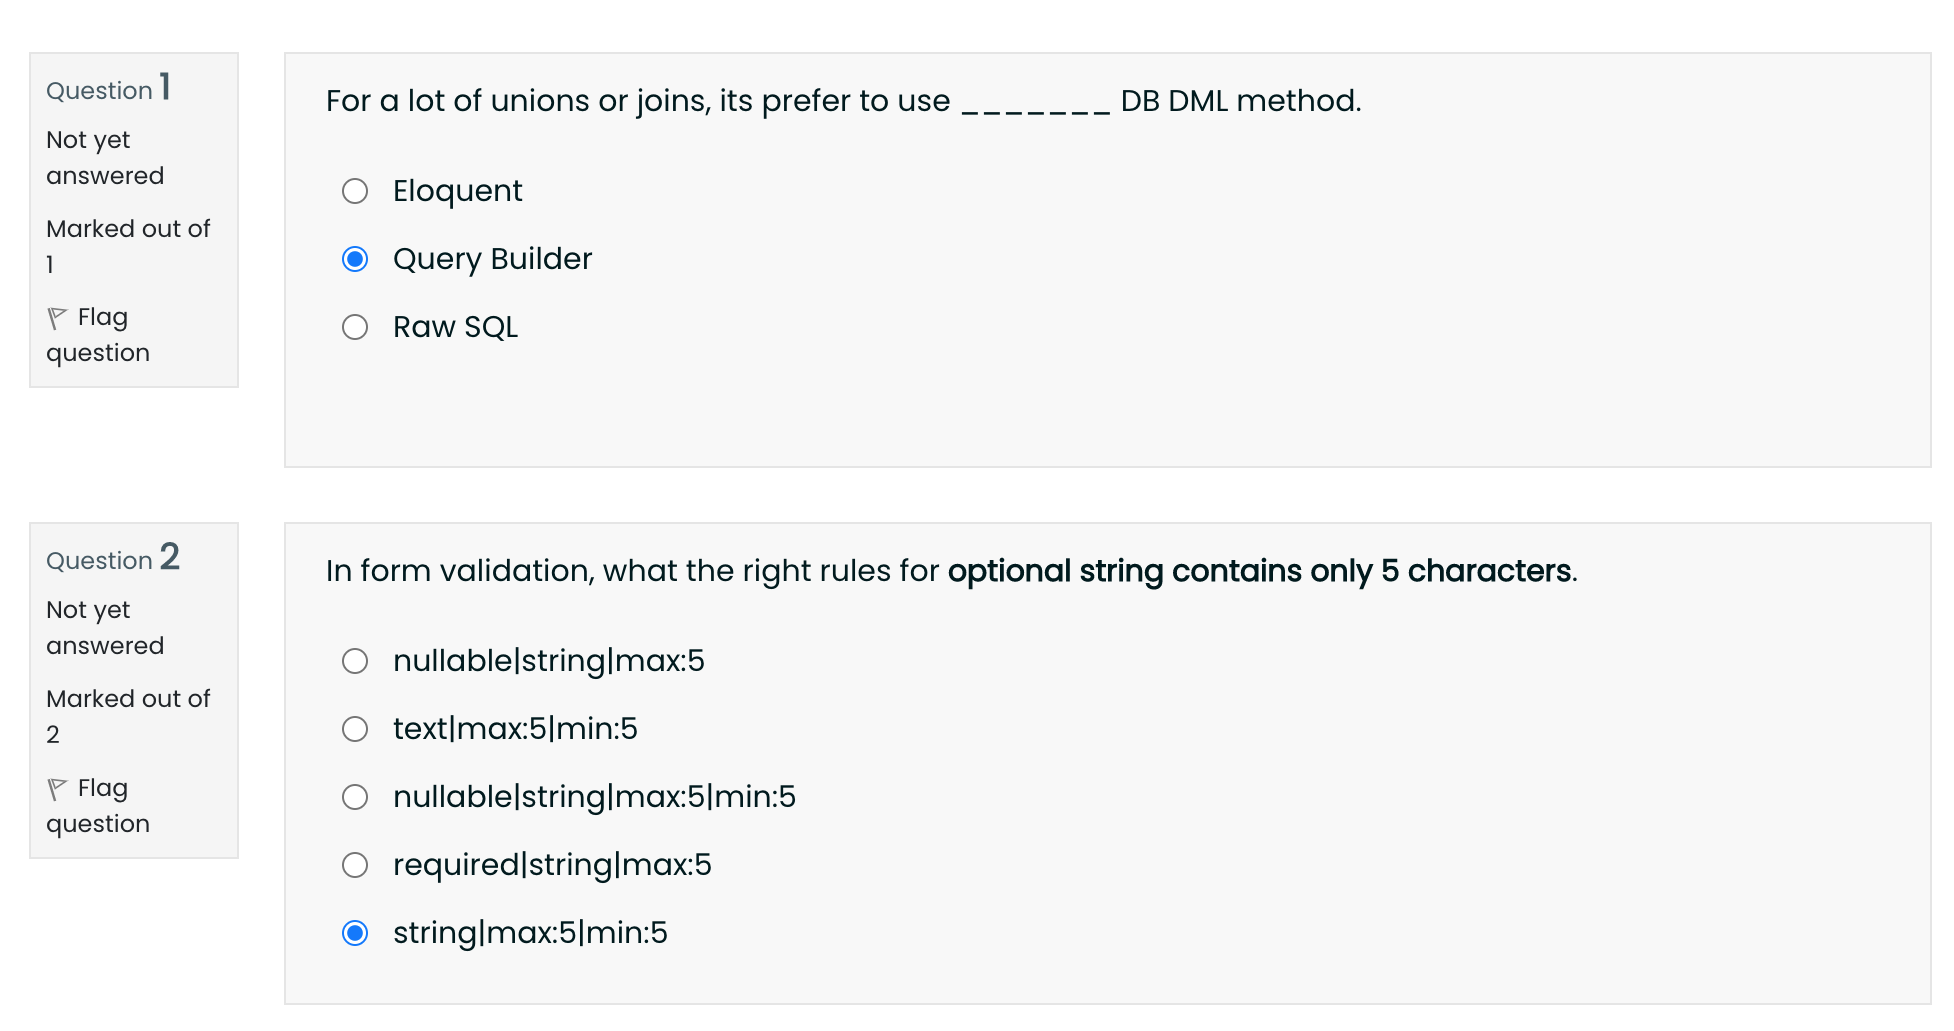 Question 1
Not yet
answered
Marked out of
1
Flag
question
For a lot of unions or joins, its prefer to use _______ DB DML method.
Eloquent
Query Builder
Raw SQL
Question 2
Not yet
answered
Marked out of
2
Flag
question
In form validation, what the right rules for optional string contains only 5 characters.
nullable|string|max:5
text|max:5|min:5
nullable|string|max:5|min:5
required|string|max:5
string|max:5|min:5